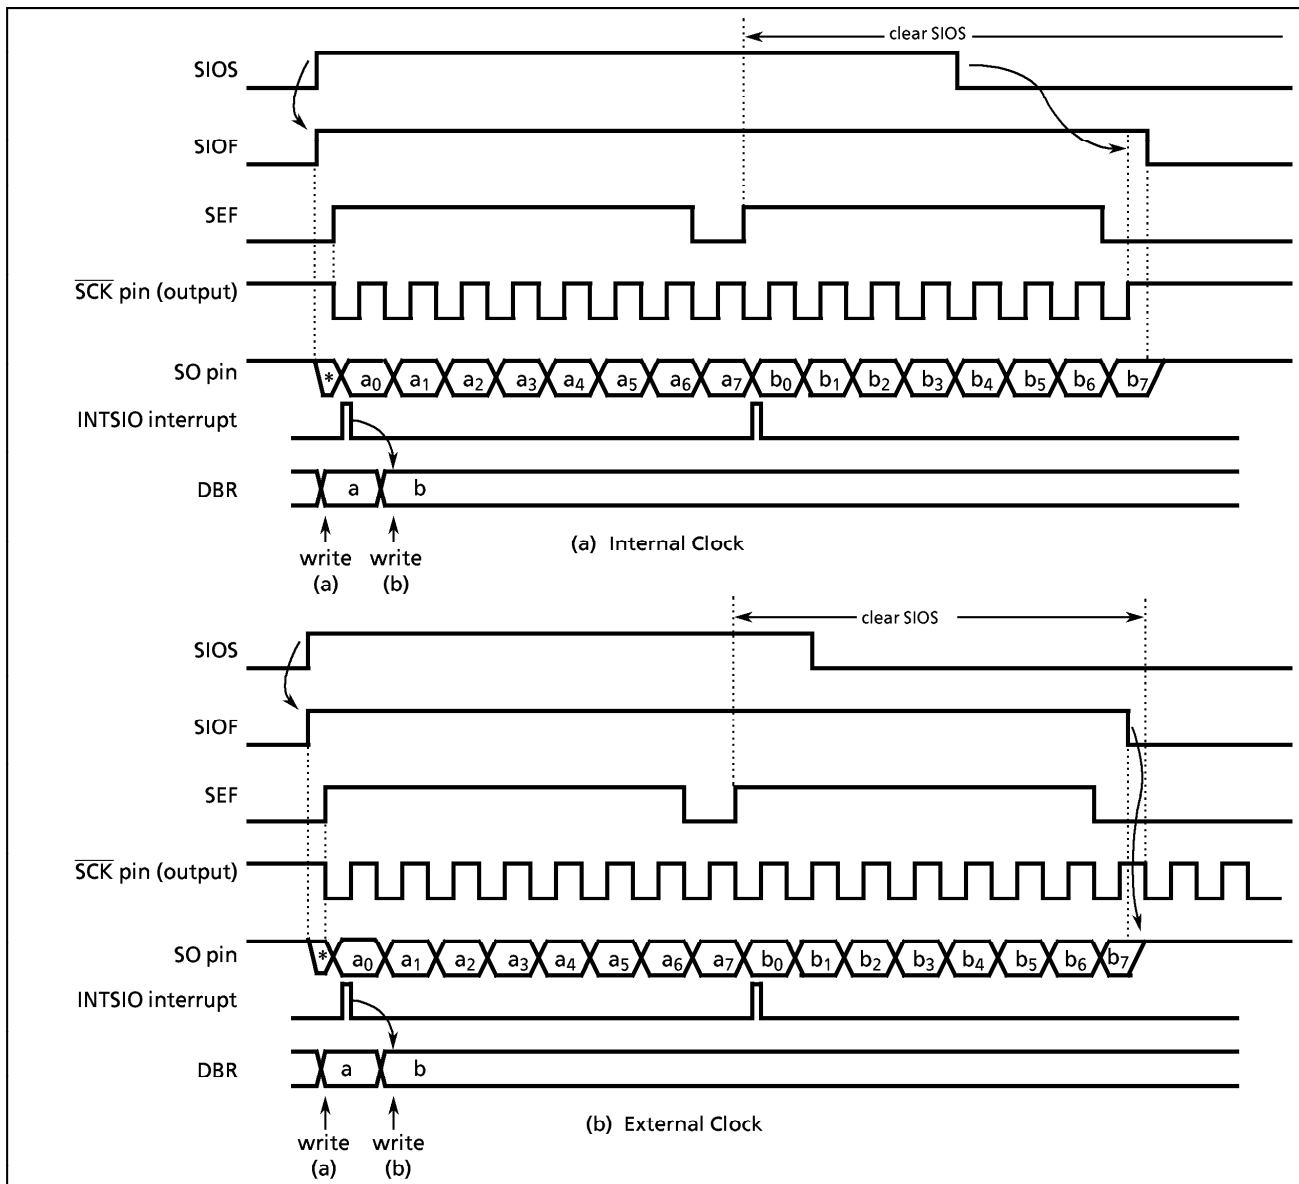 clear SIOS
SIOS
SIOF
SEF
S̅C̅K̅ pin (output)
SO pin * a₀ a₁ a₂ a₃ a₄ a₅ a₆ a₇ b₀ b₁ b₂ b₃ b₄ b₅ b₆ b₇
INTSIO interrupt
DBR a b
(a) Internal Clock
write write
(a) (b)
clear SIOS
SIOS
SIOF
SEF
S̅C̅K̅ pin (output)
SO pin * a₀ a₁ a₂ a₃ a₄ a₅ a₆ a₇ b₀ b₁ b₂ b₃ b₄ b₅ b₆ b₇
INTSIO interrupt
DBR a b
(b) External Clock
write write
(a) (b)